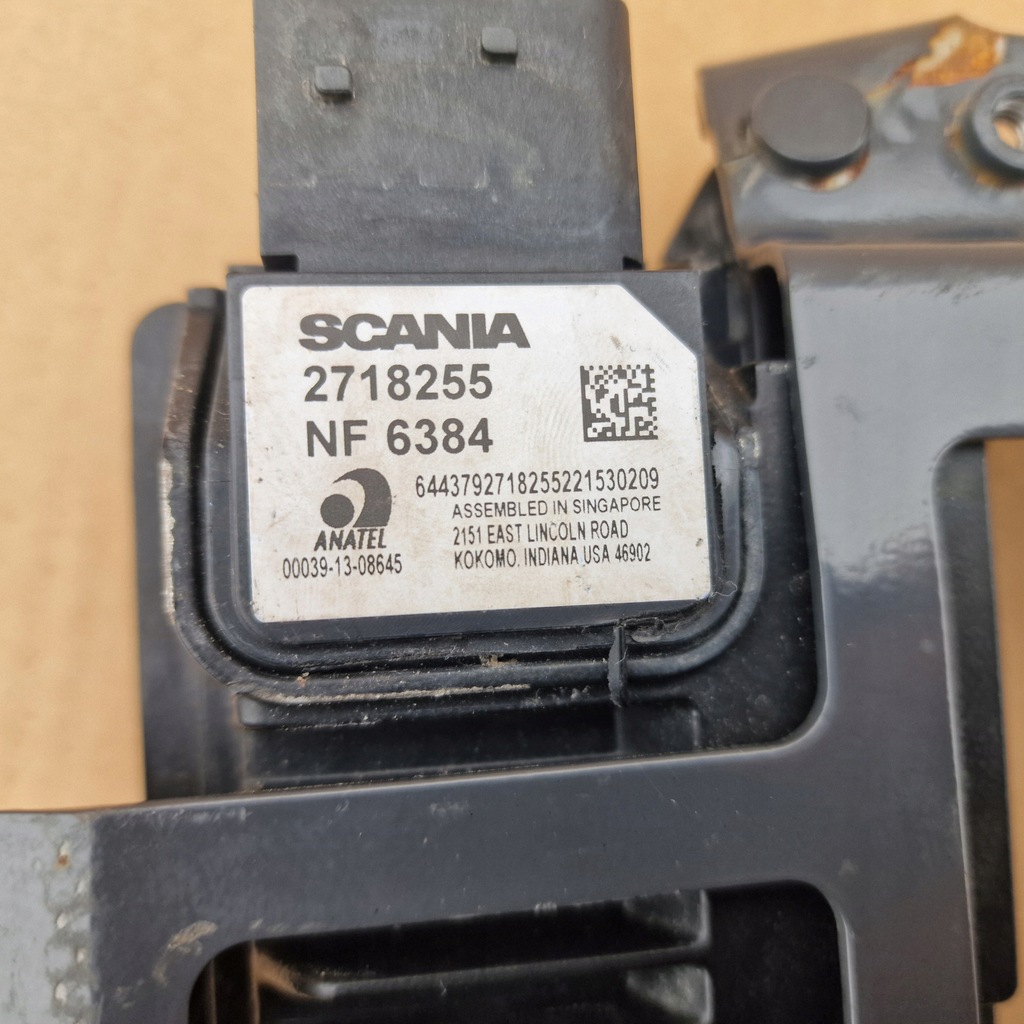 SCANIA
2718255
NF 6384
ANATEL
00039-13-08645
6443792718255221530209
ASSEMBLED IN SINGAPORE
2151 EAST LINCOLN ROAD
KOKOMO, INDIANA USA 46902